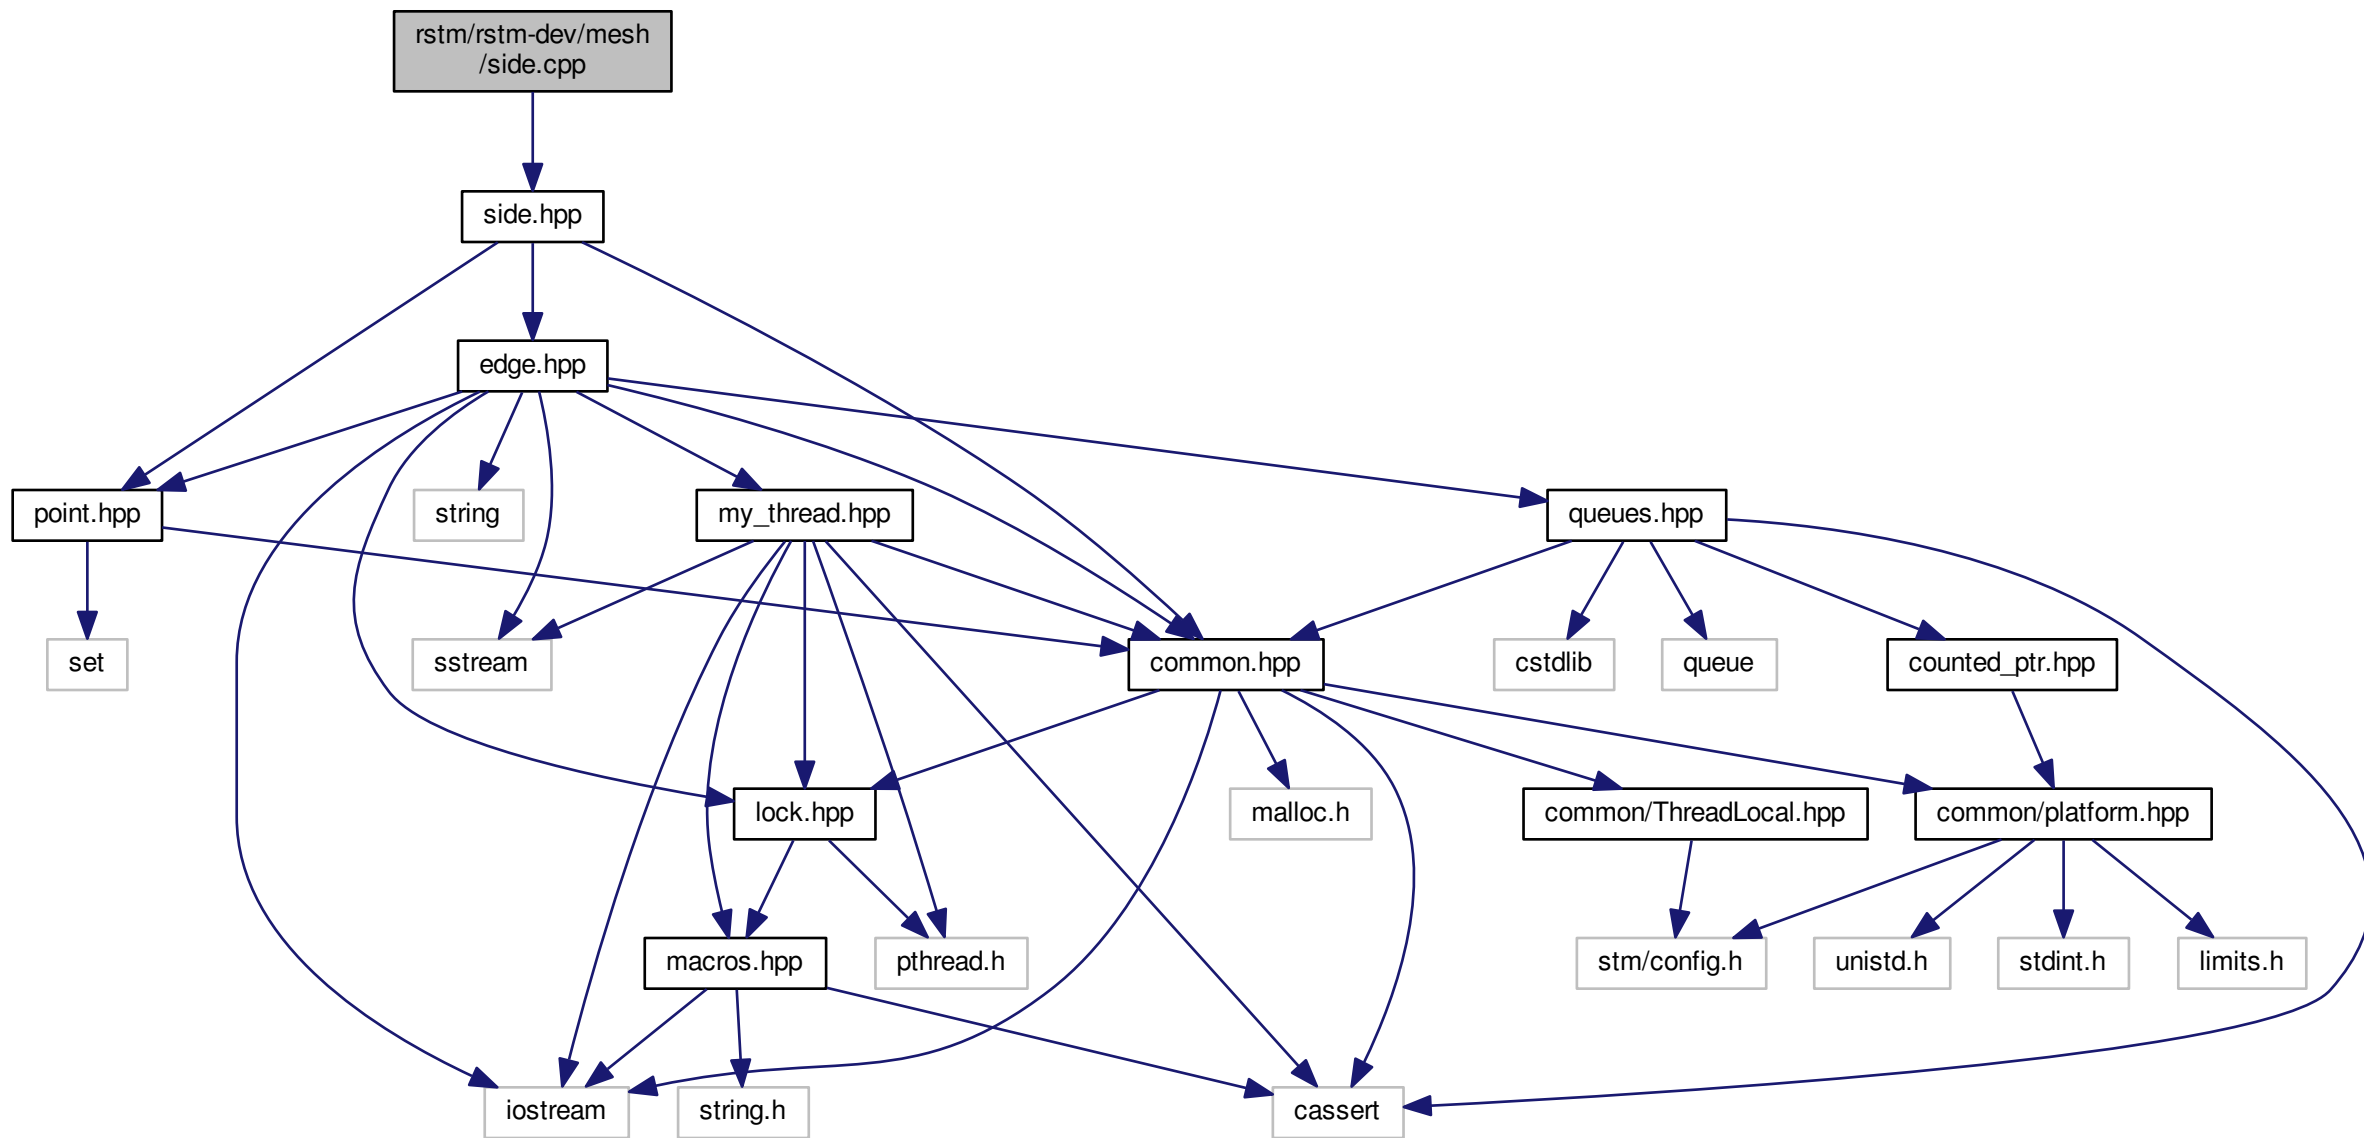 rstm/rstm-dev/mesh
/side.cpp
side.hpp
edge.hpp
point.hpp
string
my_thread.hpp
queues.hpp
set
sstream
common.hpp
cstdlib
queue
counted_ptr.hpp
lock.hpp
malloc.h
common/ThreadLocal.hpp
common/platform.hpp
macros.hpp
pthread.h
stm/config.h
unistd.h
stdint.h
limits.h
iostream
string.h
cassert